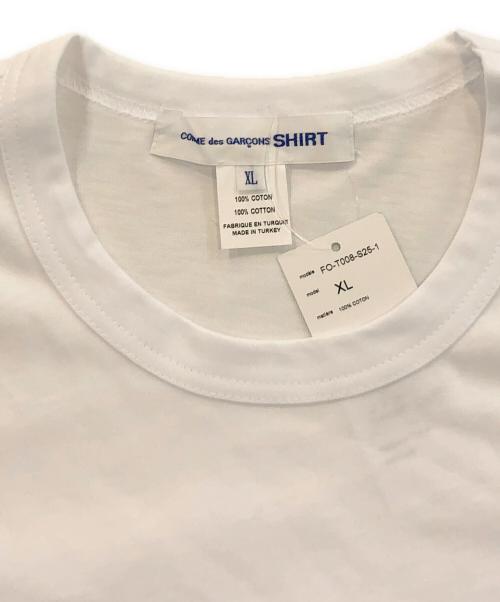 COMME des GARÇONS SHIRT
XL
100% COTON
100% COTTON
FABRIQUE EN TURQUIE
MADE IN TURKEY
modèle FO-T008-S25-1
model XL
matière 100% COTON